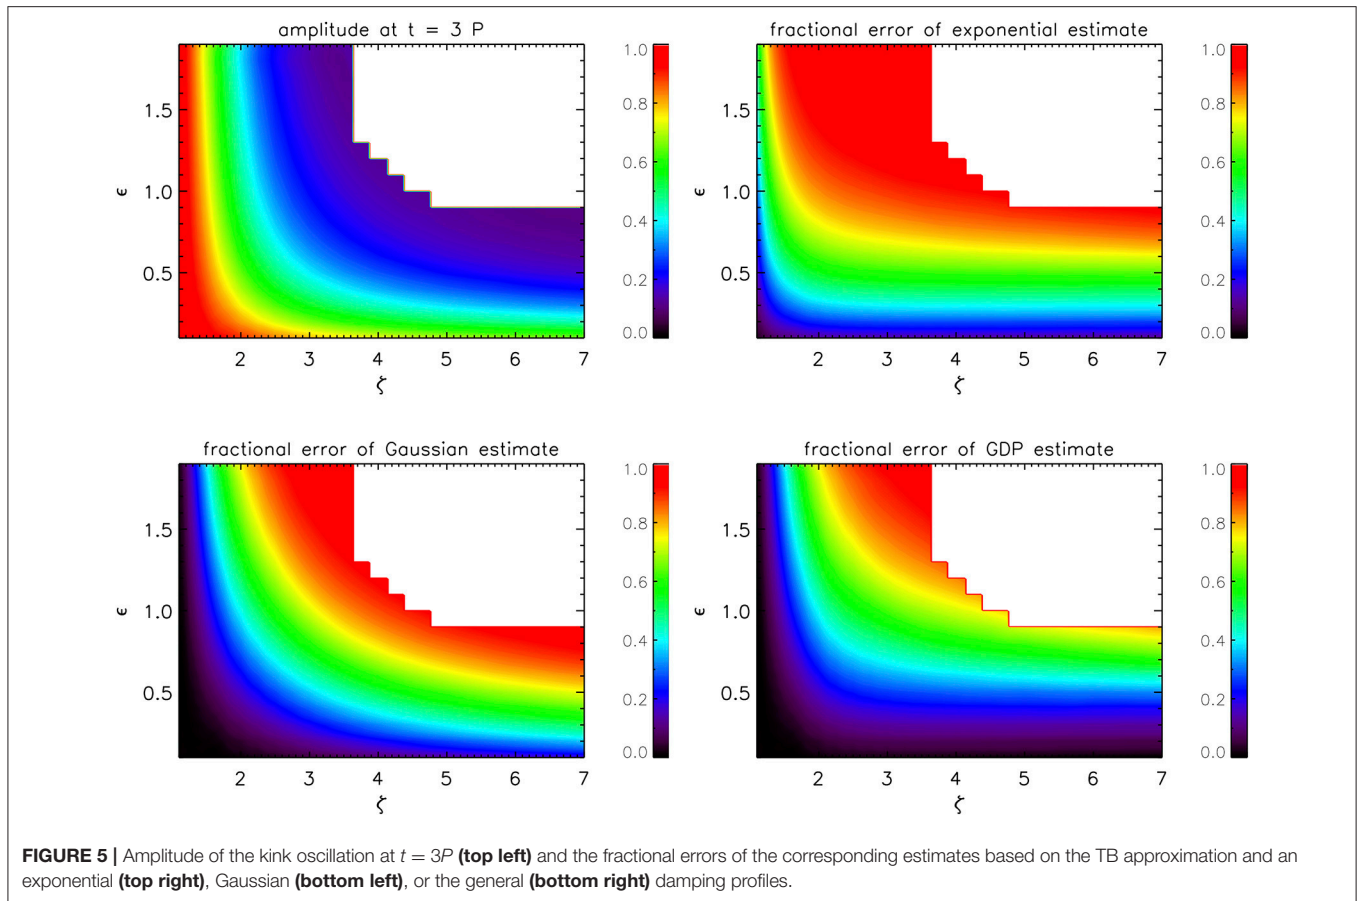 amplitude at t = 3 P
1.0
0.8
0.6
0.4
0.2
0.0
ϵ
1.5
1.0
0.5
2 3 4 5 6 7
ζ
fractional error of exponential estimate
1.0
0.8
0.6
0.4
0.2
0.0
ϵ
1.5
1.0
0.5
2 3 4 5 6 7
ζ
fractional error of Gaussian estimate
1.0
0.8
0.6
0.4
0.2
0.0
ϵ
1.5
1.0
0.5
2 3 4 5 6 7
ζ
fractional error of GDP estimate
1.0
0.8
0.6
0.4
0.2
0.0
ϵ
1.5
1.0
0.5
2 3 4 5 6 7
ζ
FIGURE 5 | Amplitude of the kink oscillation at t = 3P (top left) and the fractional errors of the corresponding estimates based on the TB approximation and an
exponential (top right), Gaussian (bottom left), or the general (bottom right) damping profiles.